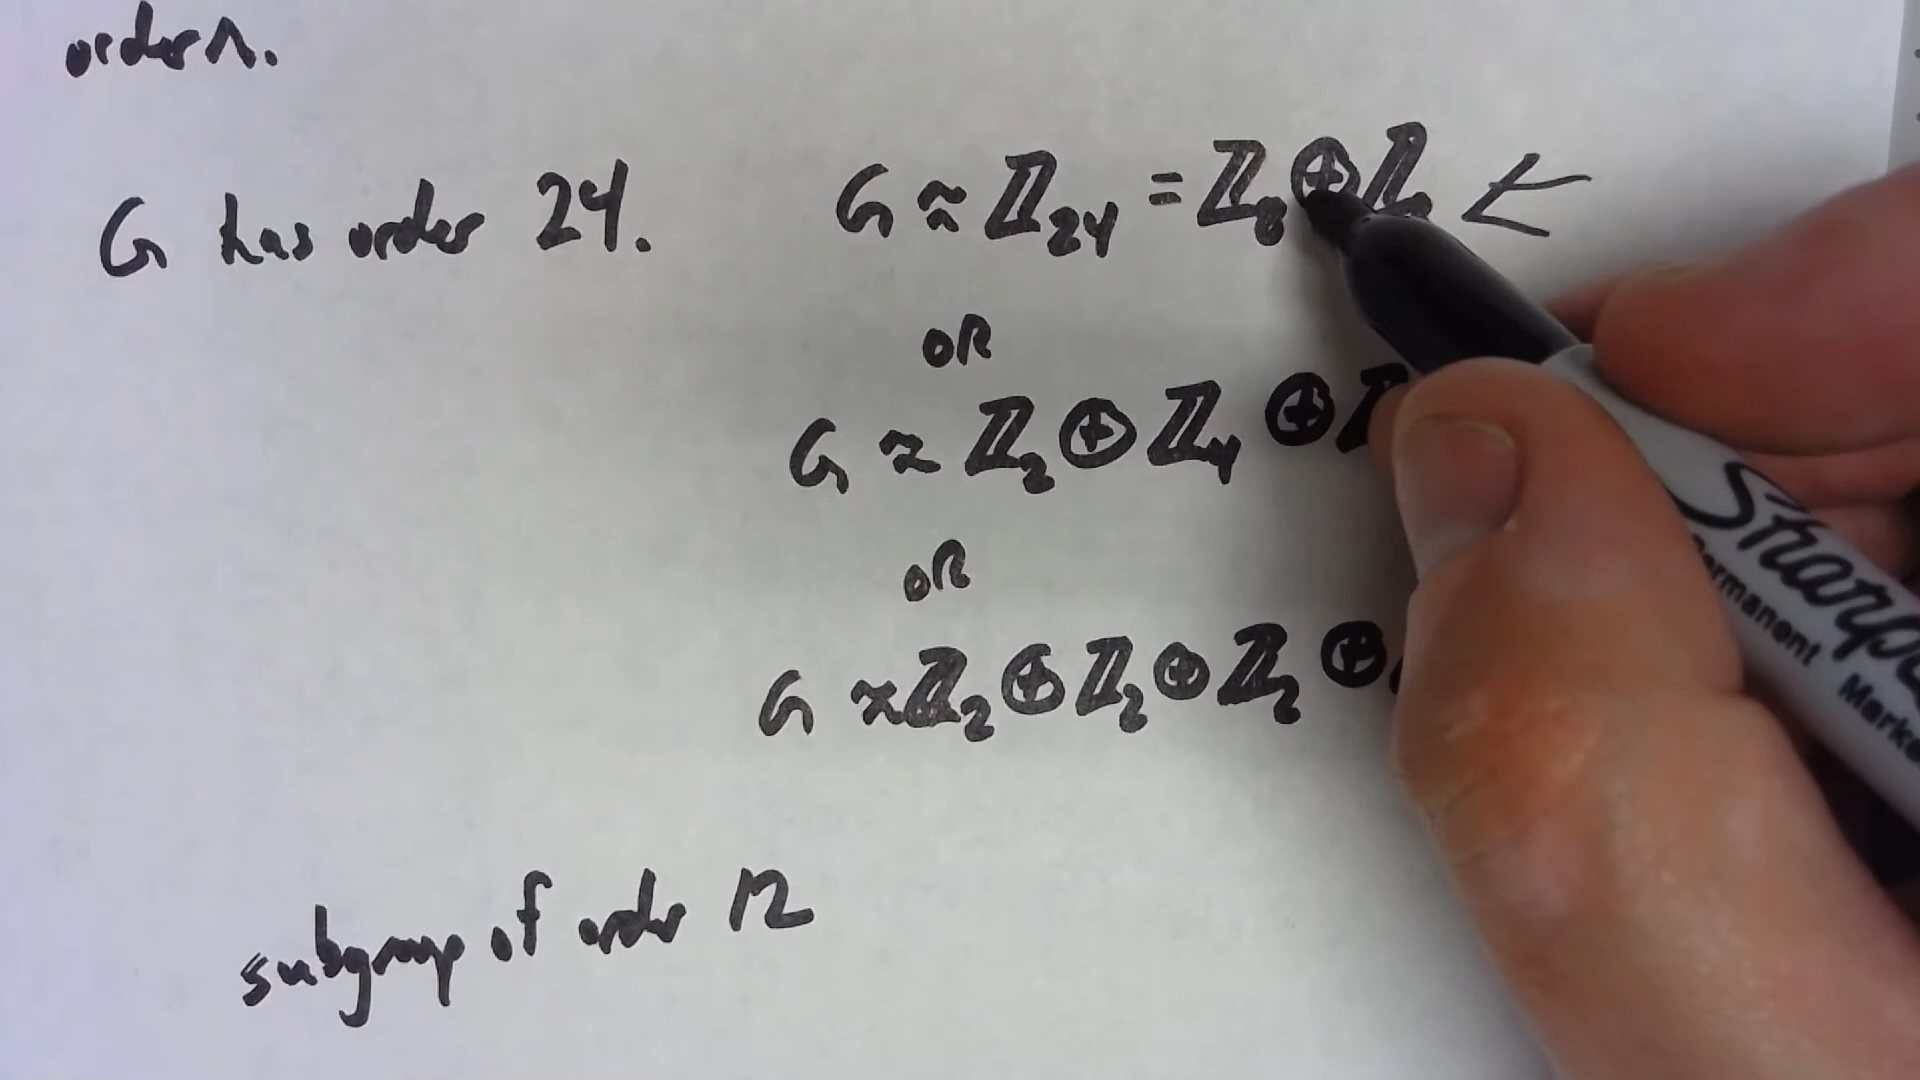 order n.
G has order 24. G ≈ ℤ₂₄ = ℤ₈ ⊕ ℤ
OR
G ≈ ℤ₂ ⊕ ℤ₄ ⊕ ℤ
OR
G ≈ ℤ₂ ⊕ ℤ₂ ⊕ ℤ₂ ⊕
subgroup of order 12
Sharpie
Permanent Marker